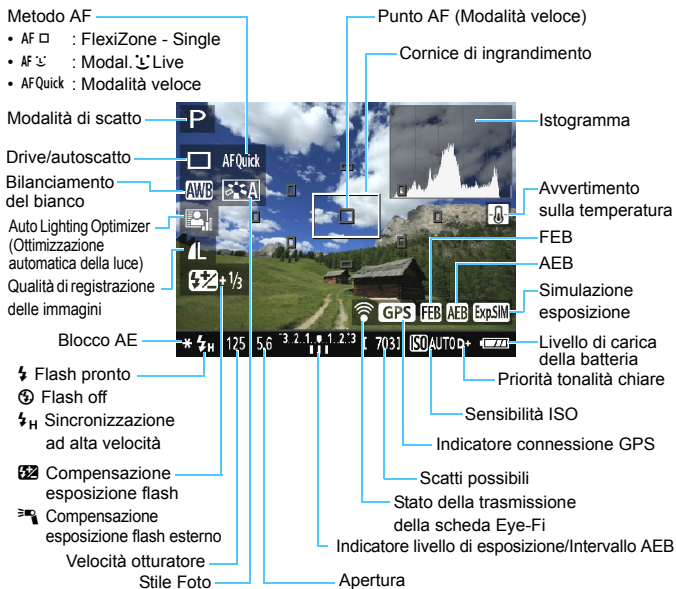 Metodo AF
• AF □ : FlexiZone - Single
• AF : Modal. Live
• AFQuick : Modalità veloce
Modalità di scatto
Drive/autoscatto
Bilanciamento
del bianco
Auto Lighting Optimizer
(Ottimizzazione
automatica della luce)
Qualità di registrazione
delle immagini
Blocco AE
Flash pronto
Flash off
H Sincronizzazione
ad alta velocità
Compensazione
esposizione flash
Compensazione
esposizione flash esterno
Velocità otturatore
Stile Foto
Punto AF (Modalità veloce)
Cornice di ingrandimento
Istogramma
Avvertimento
sulla temperatura
FEB
AEB
Simulazione
esposizione
Livello di carica
della batteria
Priorità tonalità chiare
Sensibilità ISO
Indicatore connessione GPS
Scatti possibili
Stato della trasmissione
della scheda Eye-Fi
Indicatore livello di esposizione/Intervallo AEB
Apertura
P
AFQuick
AWB
A
L
+1/3
GPS FEB AEB Exp.SIM
* H 125 5.6 -3..2..1..▼..1..2.+3 [ 703] ISO AUTO D+